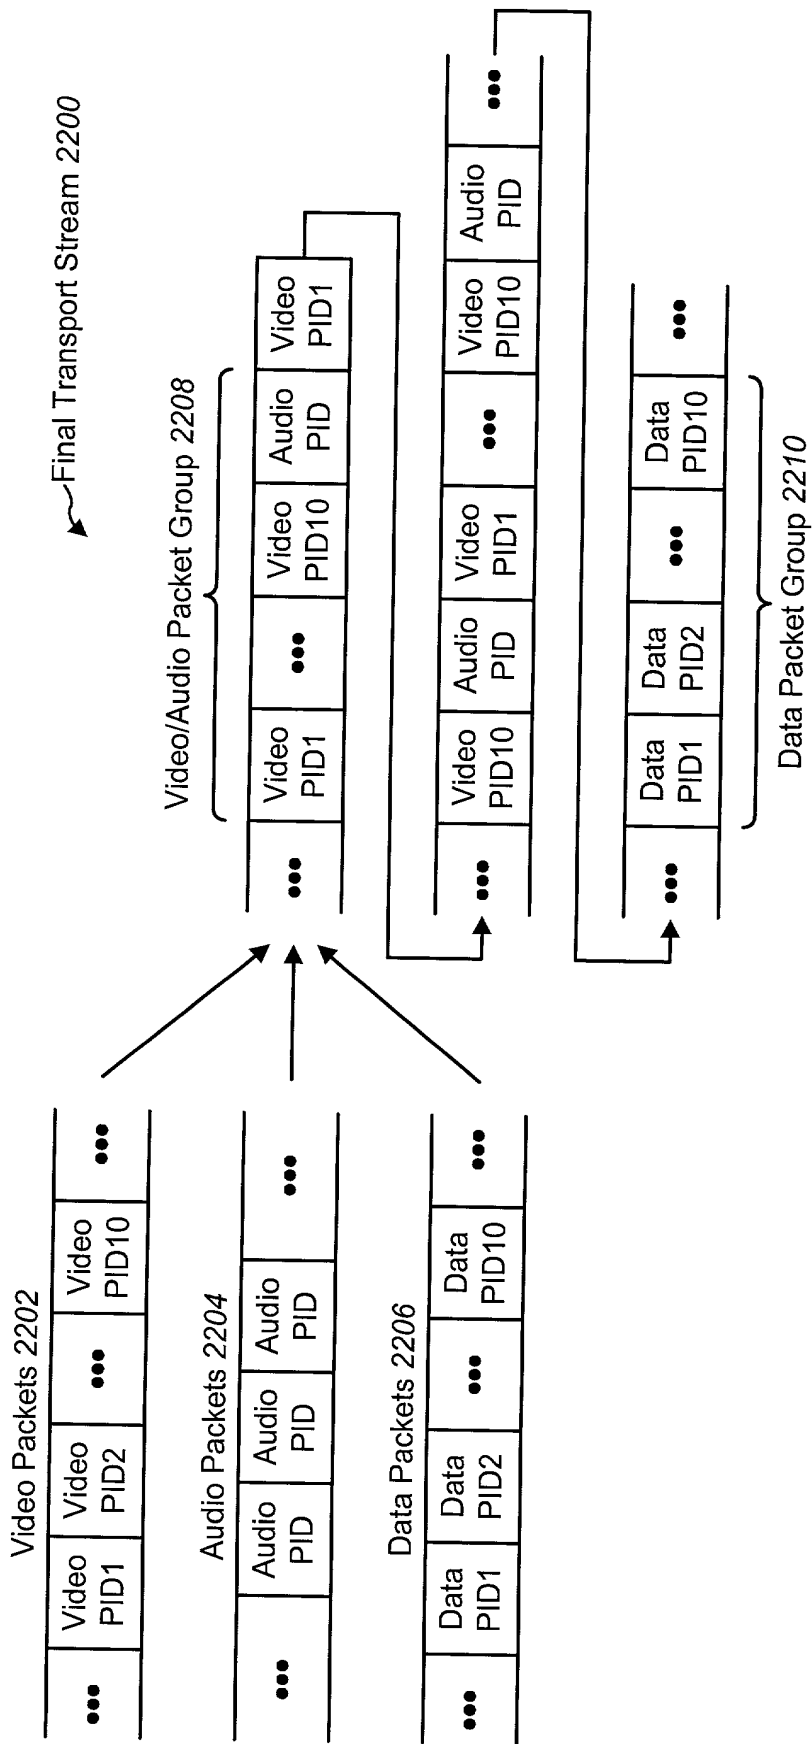 Final Transport Stream 2200
Video Packets 2202
••• Video PID1 Video PID2 ••• Video PID10 •••
Audio Packets 2204
••• Audio PID Audio PID Audio PID •••
Data Packets 2206
••• Data PID1 Data PID2 ••• Data PID10 •••
Video/Audio Packet Group 2208
••• Video PID1 ••• Video PID10 Audio PID Video PID1
••• Video PID10 Audio PID Video PID1 ••• Video PID10 Audio PID •••
••• Data PID1 Data PID2 ••• Data PID10 •••
Data Packet Group 2210